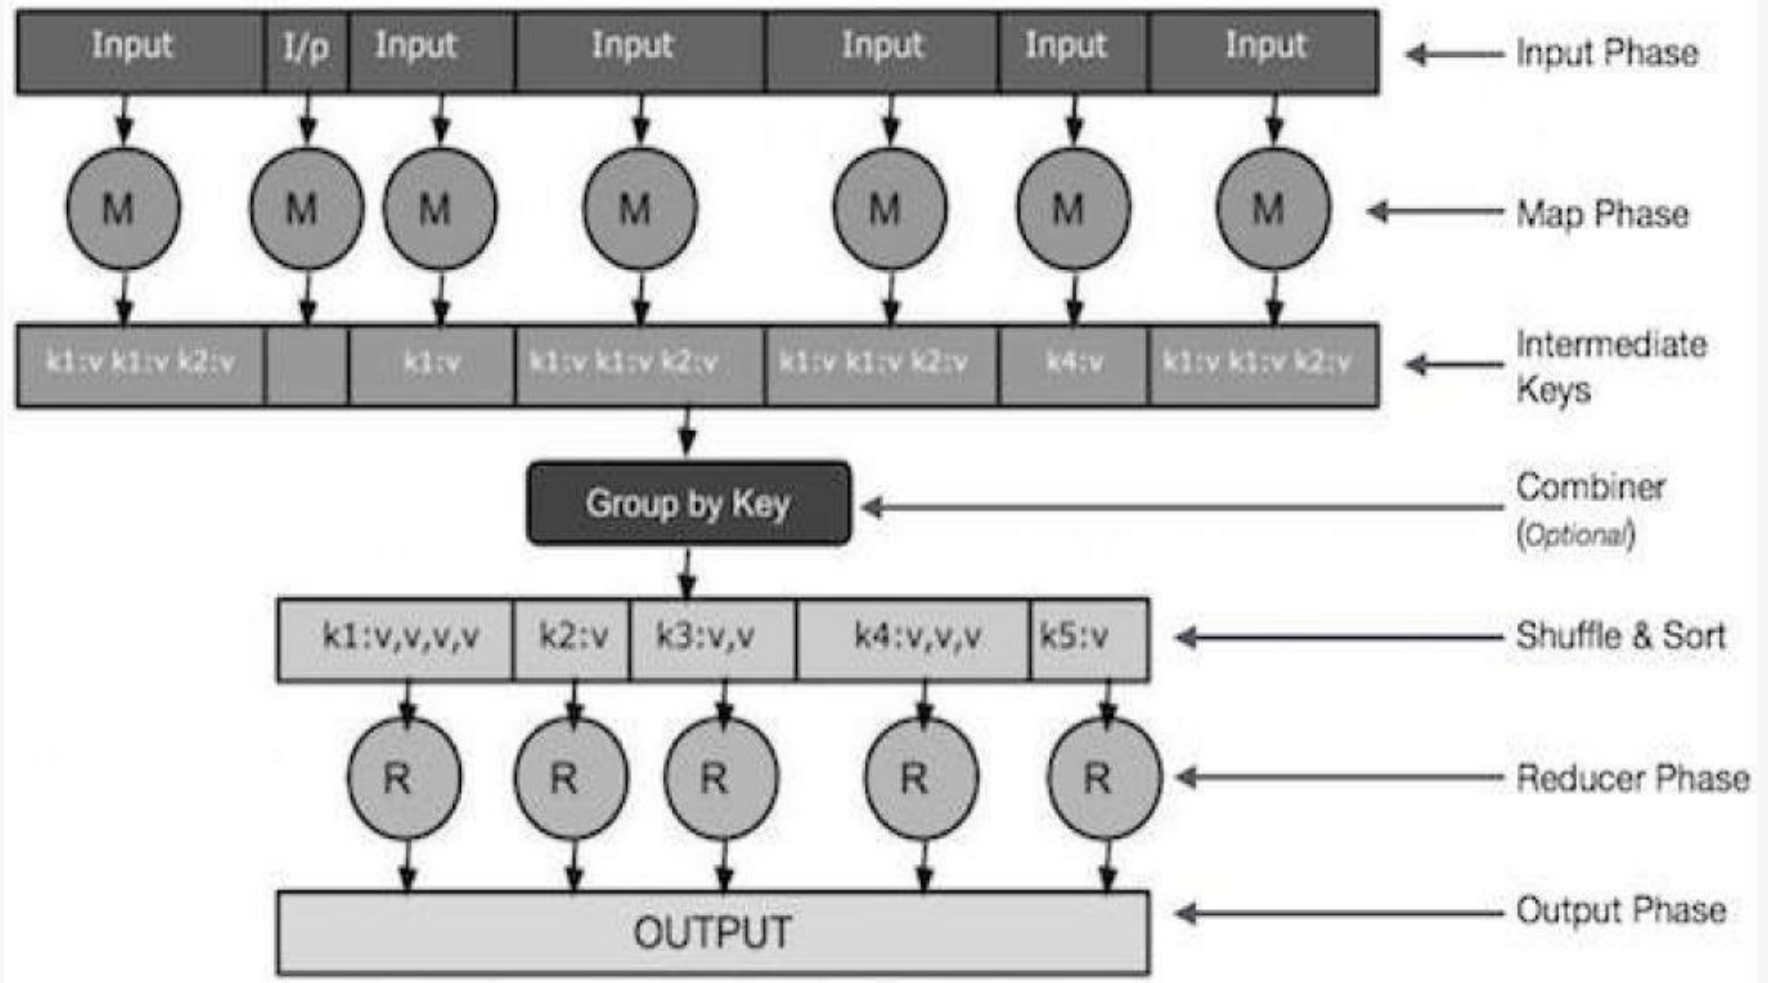 Input I/p Input Input Input Input Input
Input Phase
M M M M M M M
Map Phase
k1:v k1:v k2:v k1:v k1:v k1:v k2:v k1:v k1:v k2:v k4:v k1:v k1:v k2:v
Intermediate
Keys
Group by Key
Combiner
(Optional)
k1:v,v,v,v k2:v k3:v,v k4:v,v,v k5:v
Shuffle & Sort
R R R R R
Reducer Phase
OUTPUT
Output Phase